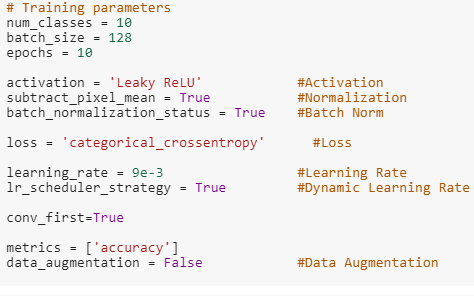 # Training parameters
num_classes = 10
batch_size = 128
epochs = 10
activation = 'Leaky ReLU' #Activation
subtract_pixel_mean = True #Normalization
batch_normalization_status = True #Batch Norm
loss = 'categorical_crossentropy' #Loss
learning_rate = 9e-3 #Learning Rate
lr_scheduler_strategy = True #Dynamic Learning Rate
conv_first=True
metrics = ['accuracy']
data_augmentation = False #Data Augmentation